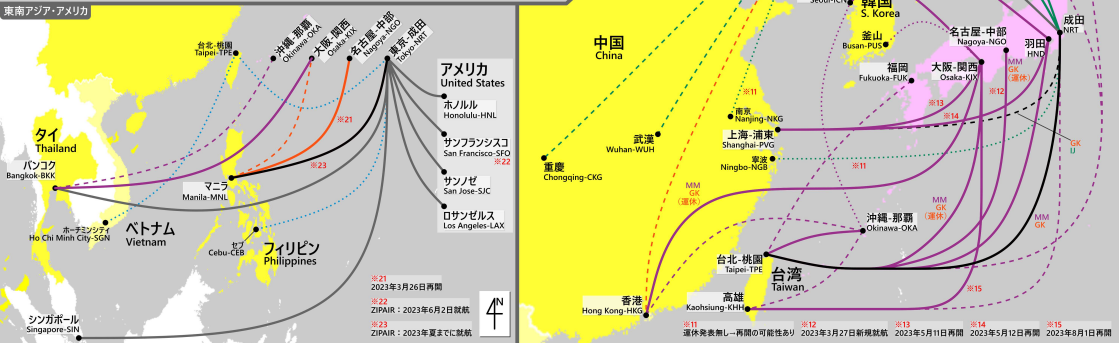 東南アジア・アメリカ
台北-桃園
Taipei-TPE
沖縄-那覇
Okinawa-OKA
大阪-関西
Osaka-KIX
名古屋-中部
Nagoya-NGO
東京-成田
Tokyo-NRT
アメリカ
United States
ホノルル
Honolulu-HNL
サンフランシスコ
San Francisco-SFO
※22
サンノゼ
San Jose-SJC
ロサンゼルス
Los Angeles-LAX
※21
※23
タイ
Thailand
バンコク
Bangkok-BKK
マニラ
Manila-MNL
ホーチミンシティ
Ho Chi Minh City-SGN
ベトナム
Vietnam
セブ
Cebu-CEB
フィリピン
Philippines
シンガポール
Singapore-SIN
※21
2023年3月26日再開
※22
ZIPAIR：2023年6月2日就航
※23
ZIPAIR：2023年夏までに就航
N
Seoul-ICN
韓国
S. Korea
釜山
Busan-PUS
中国
China
福岡
Fukuoka-FUK
名古屋-中部
Nagoya-NGO
大阪-関西
Osaka-KIX
羽田
HND
成田
NRT
MM
GK
(運休)
※11
※12
※13
※14
南京
Nanjing-NKG
上海-浦東
Shanghai-PVG
武漢
Wuhan-WUH
寧波
Ningbo-NGB
※11
GK
IJ
重慶
Chongqing-CKG
MM
GK
(運休)
MM
GK
(運休)
MM
GK
沖縄-那覇
Okinawa-OKA
台北-桃園
Taipei-TPE
台湾
Taiwan
※15
香港
Hong Kong-HKG
高雄
Kaohsiung-KHH
※11
運休発表無し→再開の可能性あり
※12
2023年3月27日新規就航
※13
2023年5月11日再開
※14
2023年5月12日再開
※15
2023年8月1日再開